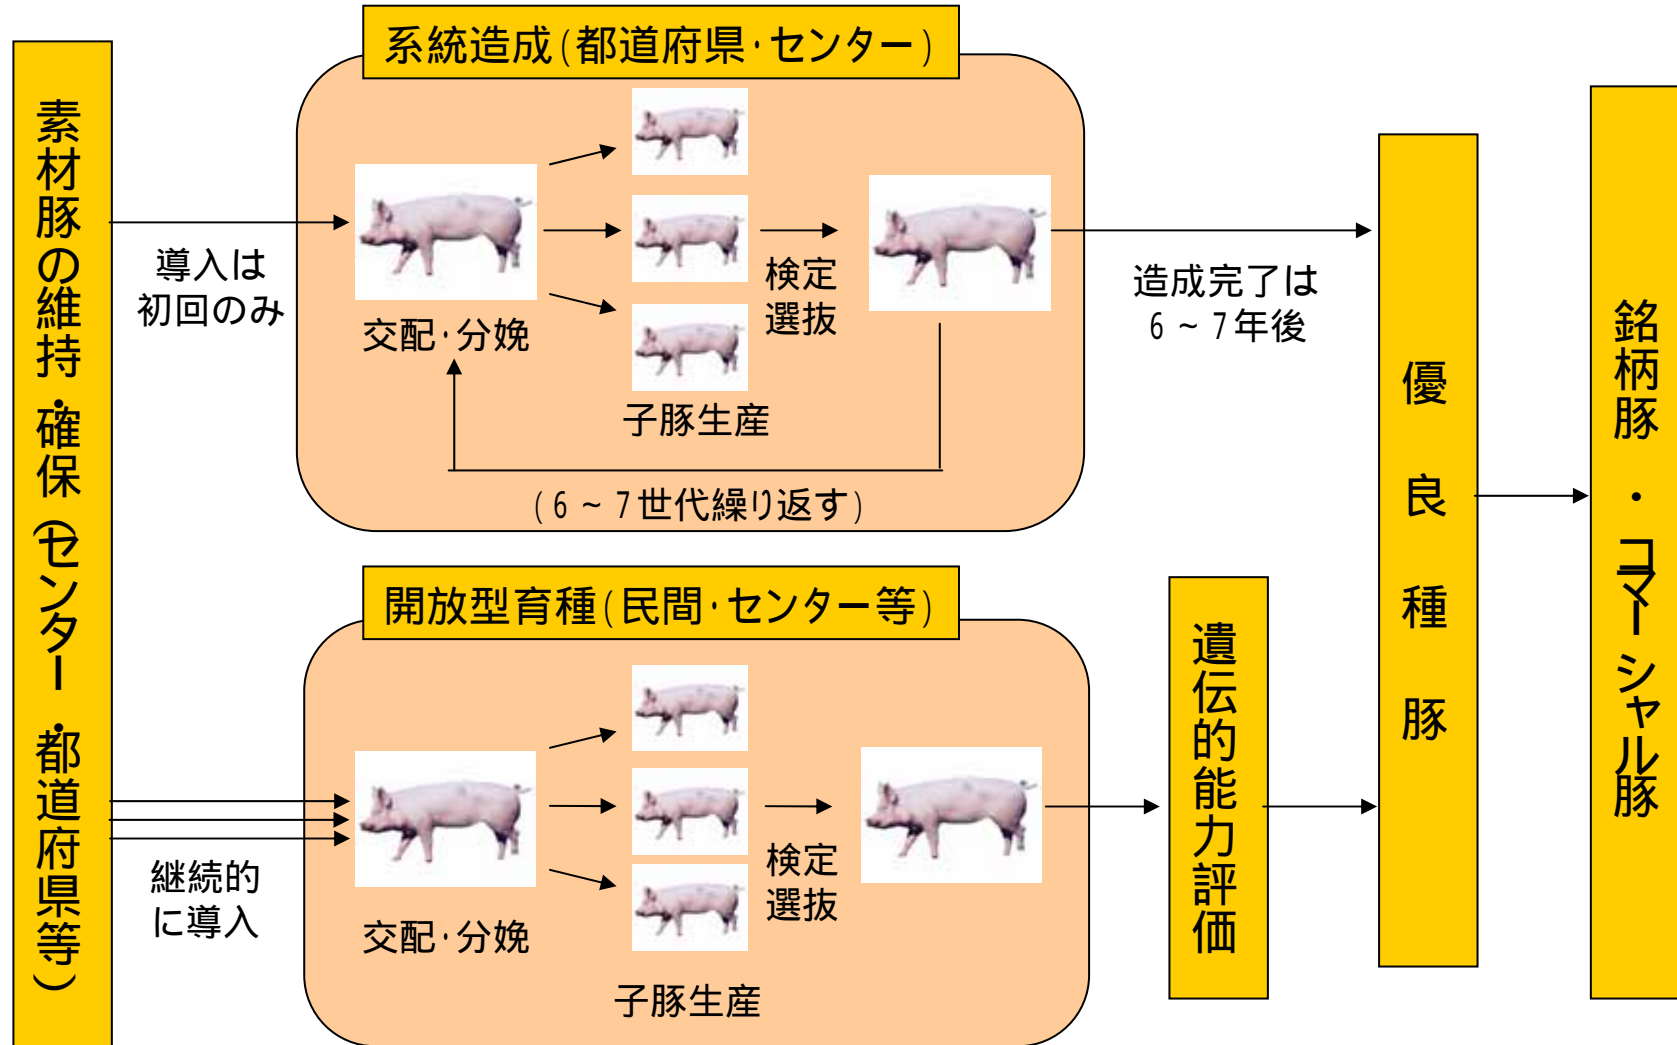 素材豚の維持・確保（センター・都道府県等）
系統造成（都道府県・センター）
導入は
初回のみ
交配・分娩
子豚生産
検定
選抜
（６～７世代繰り返す）
造成完了は
６～７年後
開放型育種（民間・センター等）
継続的
に導入
交配・分娩
子豚生産
検定
選抜
遺伝的能力評価
優良種豚
銘柄豚・コマーシャル豚